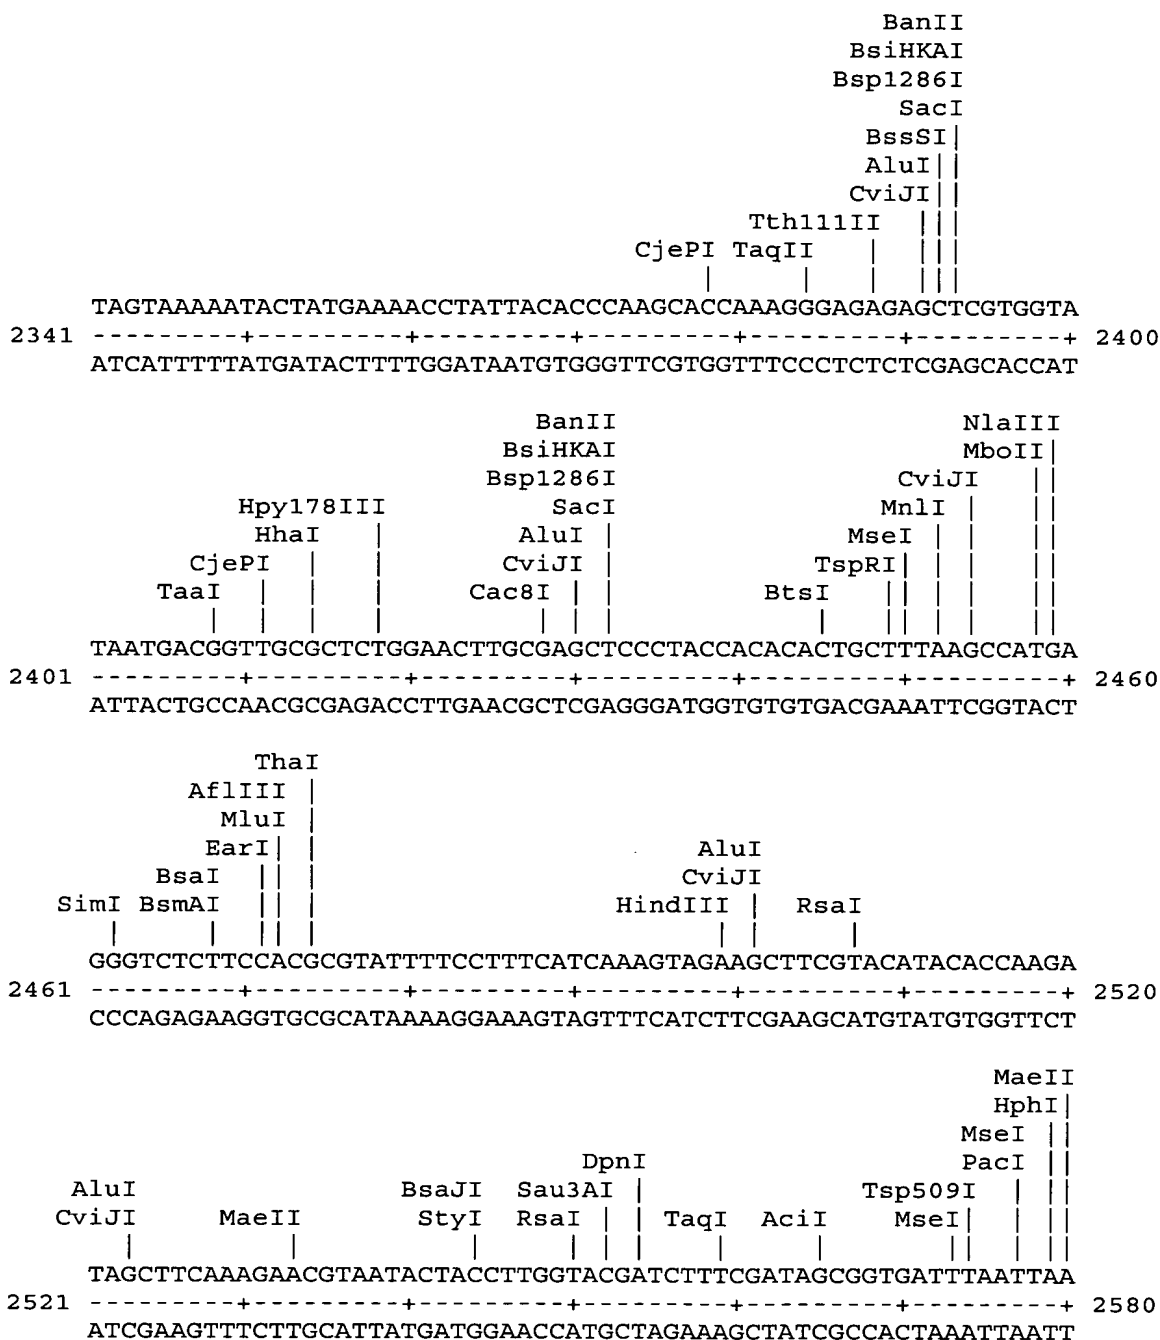 BanII
BsiHKAI
Bsp1286I
SacI
BssSI|
AluI||
CviJI||
Tth111II |||
CjePI TaqII | |||
| | | |||
TAGTAAAAATACTATGAAAACCTATTACACCCAAGCACCAAAGGGAGAGAGCTCGTGGTA
2341 ---------+---------+---------+---------+---------+---------+ 2400
ATCATTTTTATGATACTTTTGGATAATGTGGGTTCGTGGTTTCCCTCTCTCGAGCACCAT
BanII NlaIII
BsiHKAI MboII|
Bsp1286I CviJI ||
Hpy178III SacI MnlI | ||
HhaI | AluI | MseI | | ||
CjePI | | CviJI | TspRI| | | ||
TaaI | | | Cac8I | | BtsI || | | ||
| | | | | | | | || | | ||
TAATGACGGTTGCGCTCTGGAACTTGCGAGCTCCCTACCACACACTGCTTTAAGCCATGA
2401 ---------+---------+---------+---------+---------+---------+ 2460
ATTACTGCCAACGCGAGACCTTGAACGCTCGAGGGATGGTGTGTGACGAAATTCGGTACT
ThaI
AflIII |
MluI |
EarI| | AluI
BsaI || | CviJI
SimI BsmAI || | HindIII | RsaI
| | || | | | |
GGGTCTCTTCCACGCGTATTTTCCTTTCATCAAAGTAGAAGCTTCGTACATACACCAAGA
2461 ---------+---------+---------+---------+---------+---------+ 2520
CCCAGAGAAGGTGCGCATAAAAGGAAAGTAGTTTCATCTTCGAAGCATGTATGTGGTTCT
MaeII
HphI|
MseI ||
DpnI PacI ||
AluI BsaJI Sau3AI | Tsp509I | ||
CviJI MaeII StyI RsaI | | TaqI AciI MseI| | ||
| | | | | | | | || | ||
TAGCTTCAAAGAACGTAATACTACCTTGGTACGATCTTTCGATAGCGGTGATTTAATTAA
2521 ---------+---------+---------+---------+---------+---------+ 2580
ATCGAAGTTTCTTGCATTATGATGGAACCATGCTAGAAAGCTATCGCCACTAAATTAATT